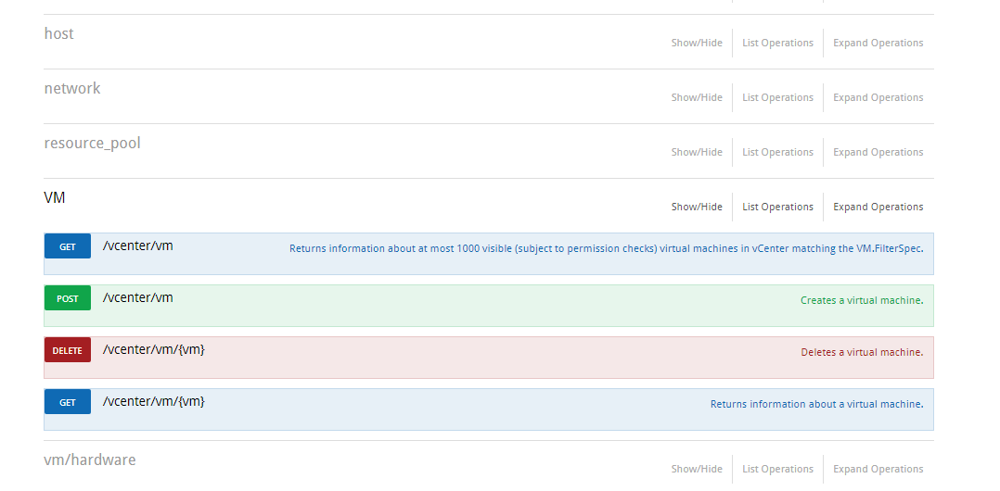 host
Show/Hide List Operations Expand Operations
network
Show/Hide List Operations Expand Operations
resource_pool
Show/Hide List Operations Expand Operations
VM
Show/Hide List Operations Expand Operations
GET /vcenter/vm Returns information about at most 1000 visible (subject to permission checks) virtual machines in vCenter matching the VM.FilterSpec.
POST /vcenter/vm Creates a virtual machine.
DELETE /vcenter/vm/{vm} Deletes a virtual machine.
GET /vcenter/vm/{vm} Returns information about a virtual machine.
vm/hardware
Show/Hide List Operations Expand Operations